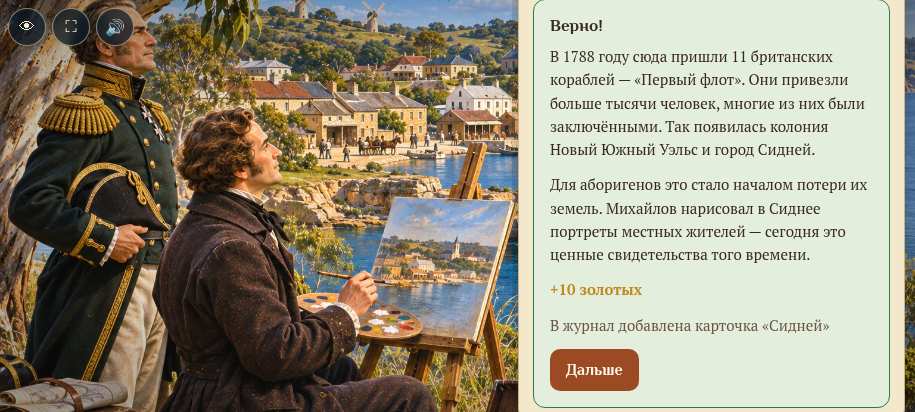 Верно!
В 1788 году сюда пришли 11 британских
кораблей — «Первый флот». Они привезли
больше тысячи человек, многие из них были
заключёнными. Так появилась колония
Новый Южный Уэльс и город Сидней.
Для аборигенов это стало началом потери их
земель. Михайлов нарисовал в Сиднее
портреты местных жителей — сегодня это
ценные свидетельства того времени.
+10 золотых
В журнал добавлена карточка «Сидней»
Дальше